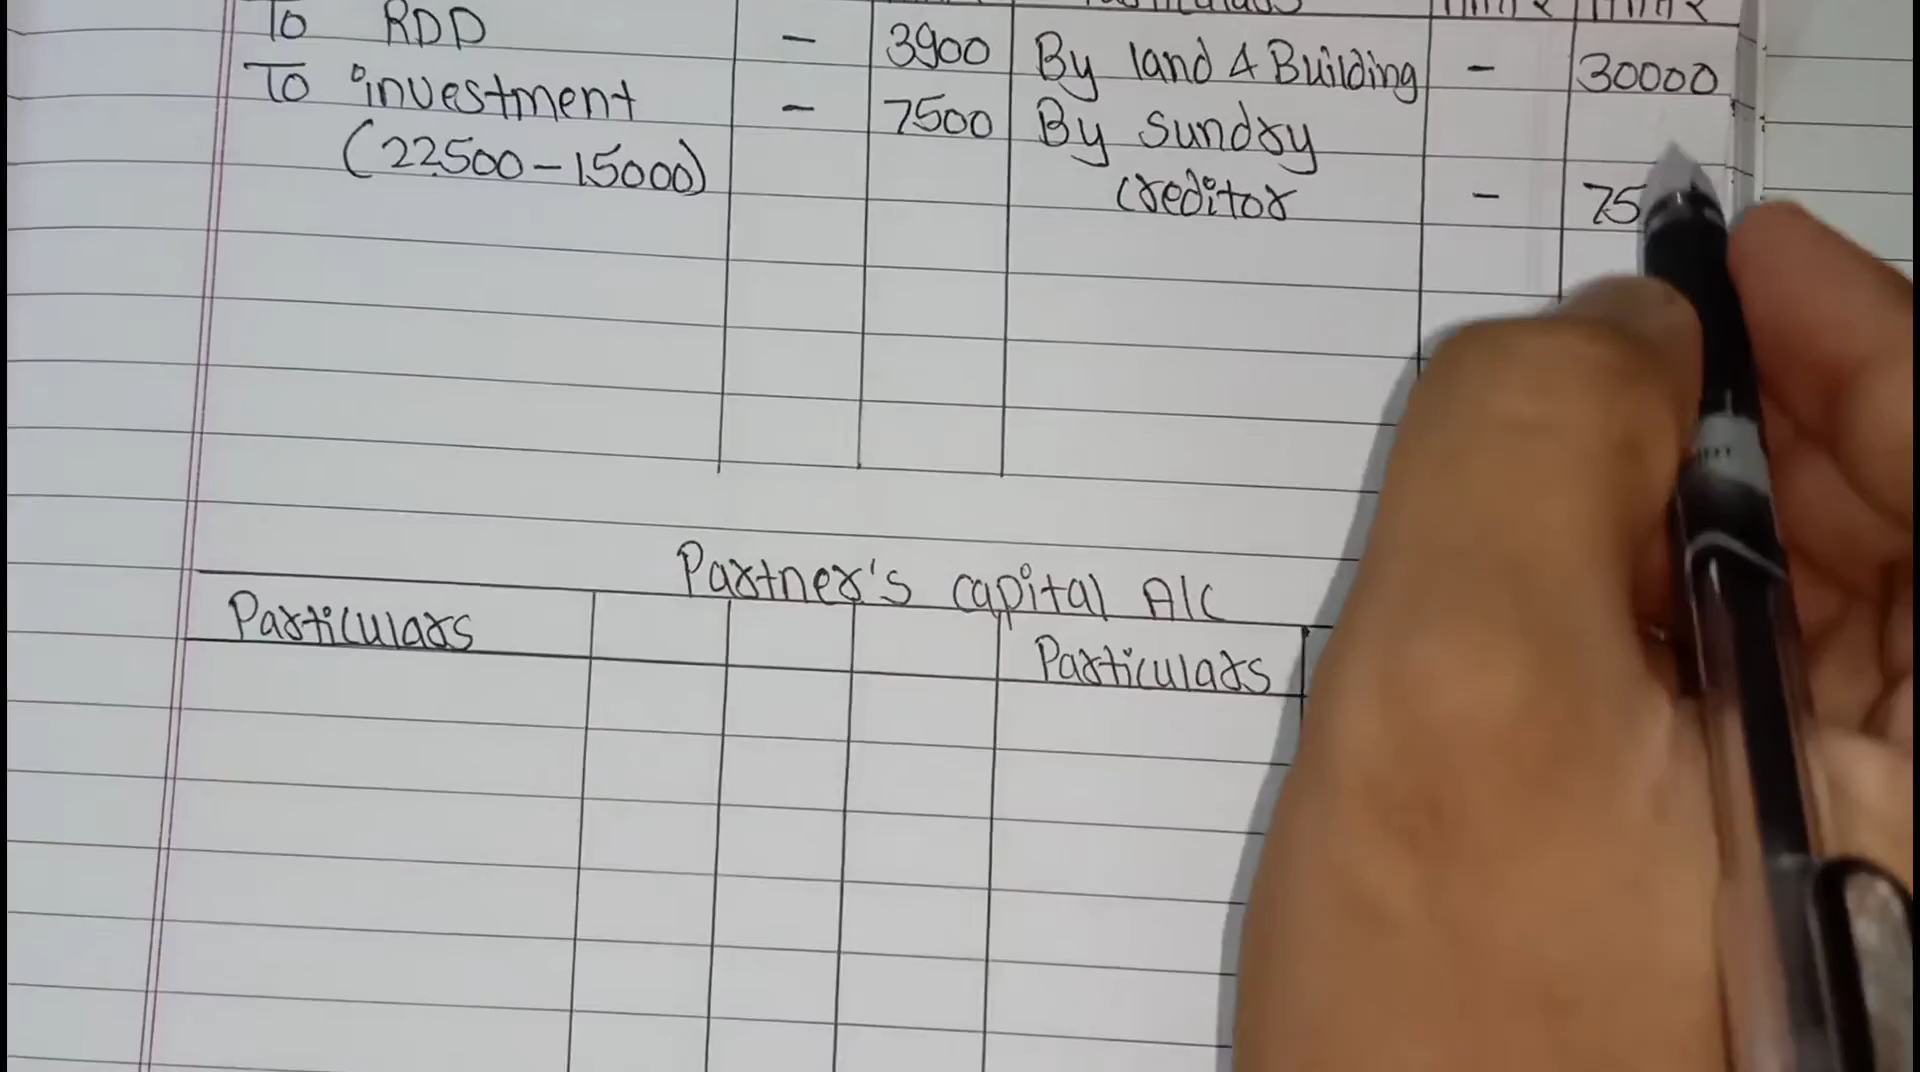 To RDD - 3900 By land & Building - 30000
To investment - 7500 By Sundry
(22500-15000) creditor - 75
Partner's capital A/C
Particulars Particulars